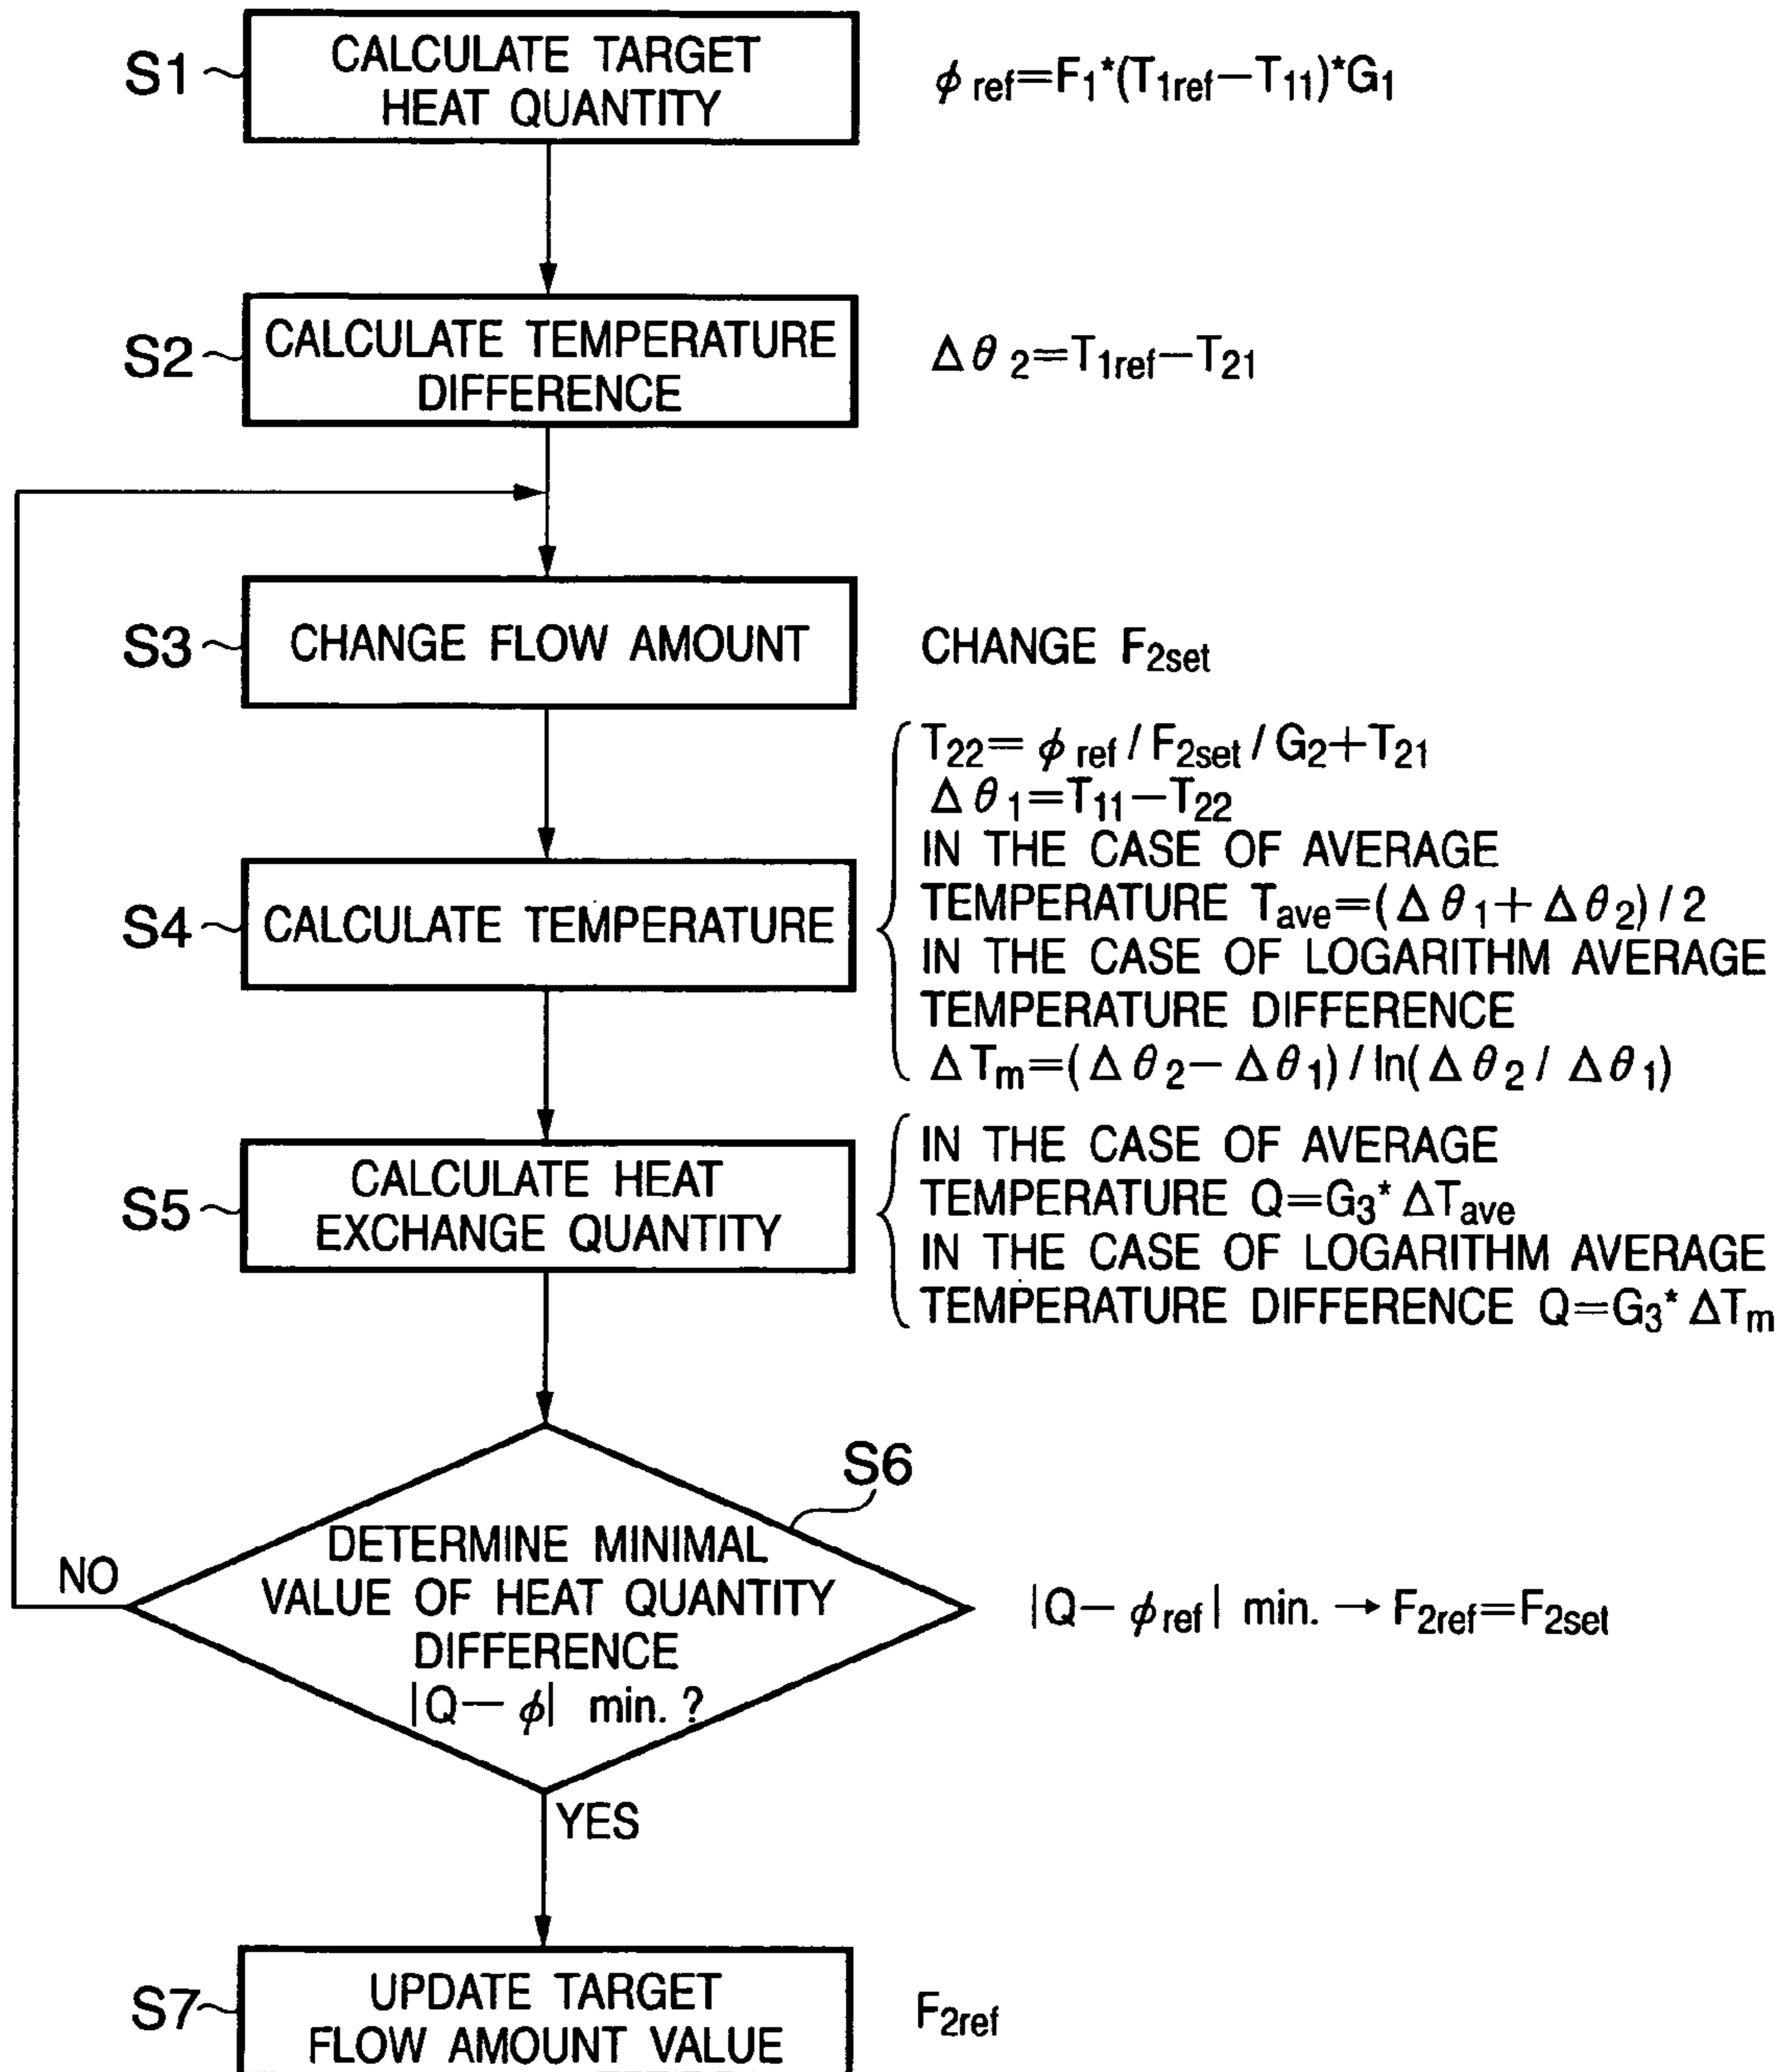 S1
CALCULATE TARGET
HEAT QUANTITY
ϕref=F1*(T1ref−T11)*G1
S2
CALCULATE TEMPERATURE
DIFFERENCE
Δθ2=T1ref−T21
S3
CHANGE FLOW AMOUNT
CHANGE F2set
S4
CALCULATE TEMPERATURE
T22=ϕref/F2set/G2+T21
Δθ1=T11−T22
IN THE CASE OF AVERAGE
TEMPERATURE Tave=(Δθ1+Δθ2)/2
IN THE CASE OF LOGARITHM AVERAGE
TEMPERATURE DIFFERENCE
ΔTm=(Δθ2−Δθ1)/ln(Δθ2/Δθ1)
S5
CALCULATE HEAT
EXCHANGE QUANTITY
IN THE CASE OF AVERAGE
TEMPERATURE Q=G3*ΔTave
IN THE CASE OF LOGARITHM AVERAGE
TEMPERATURE DIFFERENCE Q=G3*ΔTm
S6
DETERMINE MINIMAL
VALUE OF HEAT QUANTITY
DIFFERENCE
|Q−ϕ| min.?
NO
|Q−ϕref| min.→F2ref=F2set
YES
S7
UPDATE TARGET
FLOW AMOUNT VALUE
F2ref